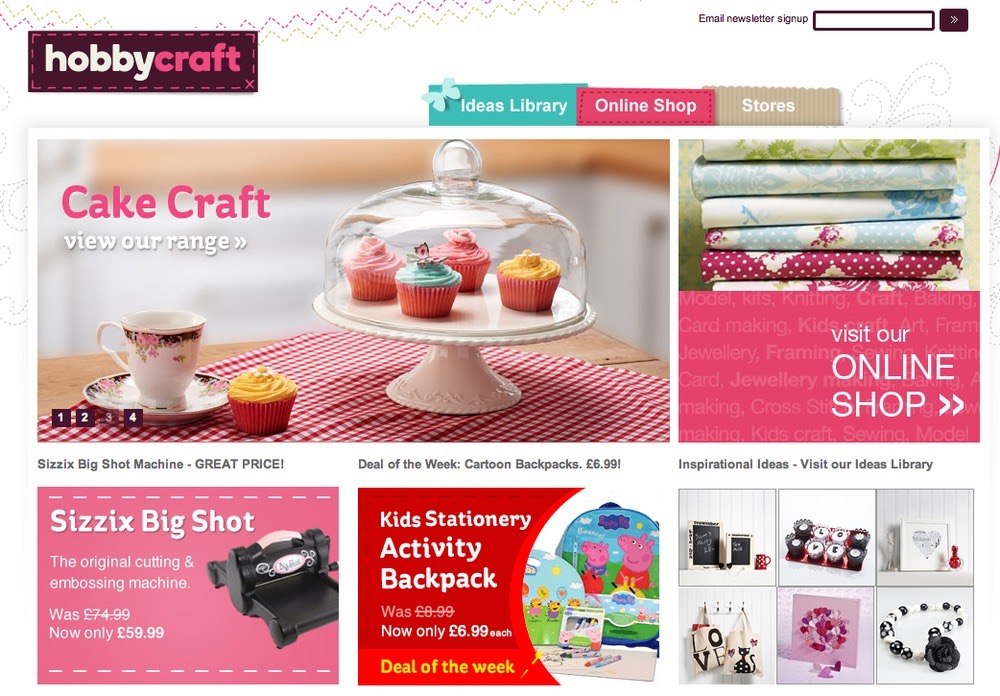 Email newsletter signup
»
hobbycraft
Ideas Library
Online Shop
Stores
Cake Craft
view our range »
1 2 3 4
Model, kits, Knitting, Craft, Baking,
Card making, Kids craft, Art, Fram
Jewellery, Framing, Sewing, Knittin
Card, Jewellery making, Baking, A
making, Cross Sti
making, Kids craft, Sewing, Model
visit our
ONLINE
SHOP »
Sizzix Big Shot Machine - GREAT PRICE!
Deal of the Week: Cartoon Backpacks. £6.99!
Inspirational Ideas - Visit our Ideas Library
Sizzix Big Shot
The original cutting &
embossing machine.
Was £74.99
Now only £59.99
Big Shot
Kids Stationery
Activity
Backpack
Was £8.99
Now only £6.99 each
Deal of the week
LO
VE